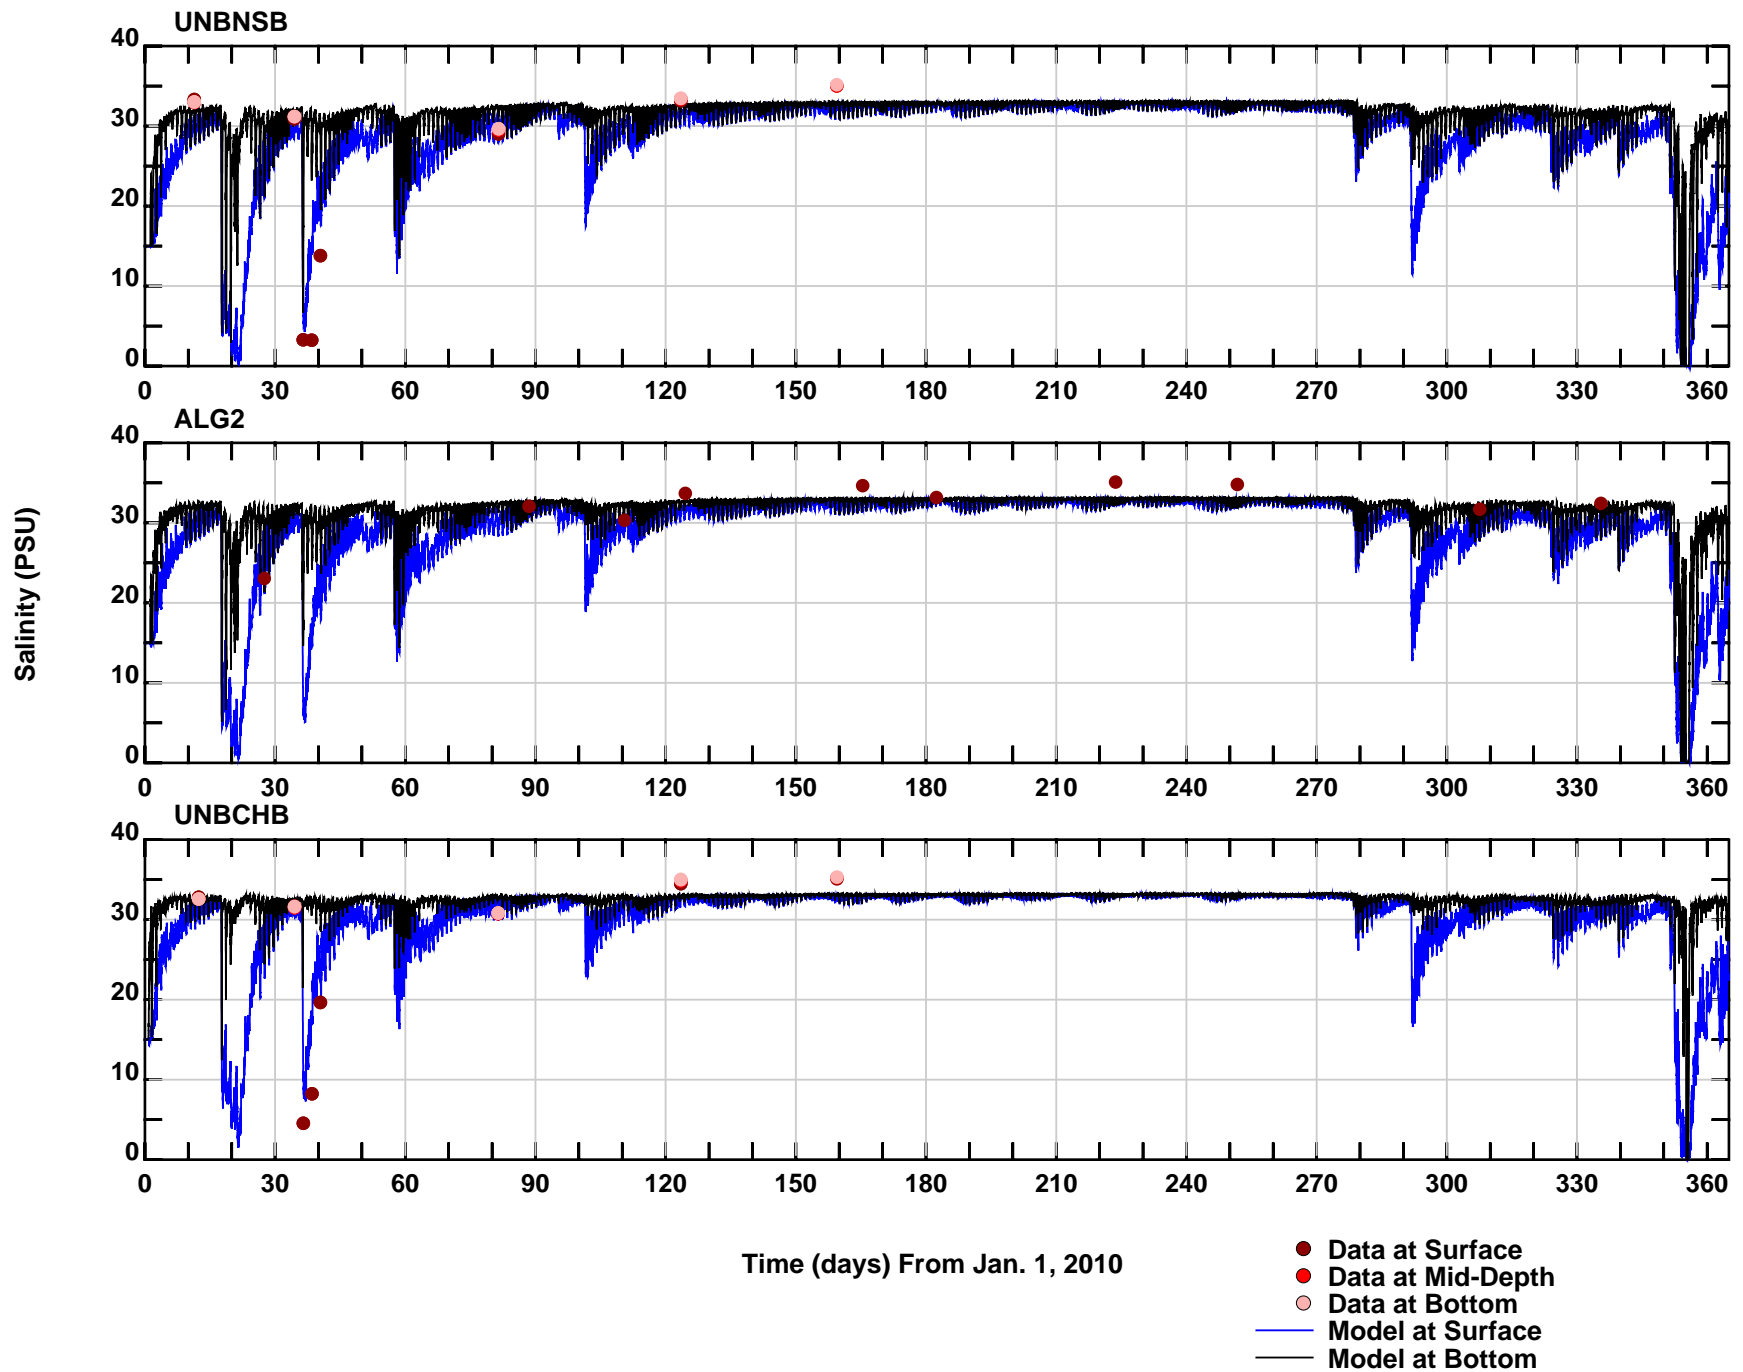 UNBNSB
40
30
20
10
0
0 30 60 90 120 150 180 210 240 270 300 330 360
ALG2
40
30
20
10
0
0 30 60 90 120 150 180 210 240 270 300 330 360
Salinity (PSU)
UNBCHB
40
30
20
10
0
0 30 60 90 120 150 180 210 240 270 300 330 360
Time (days) From Jan. 1, 2010
Data at Surface
Data at Mid-Depth
Data at Bottom
Model at Surface
Model at Bottom